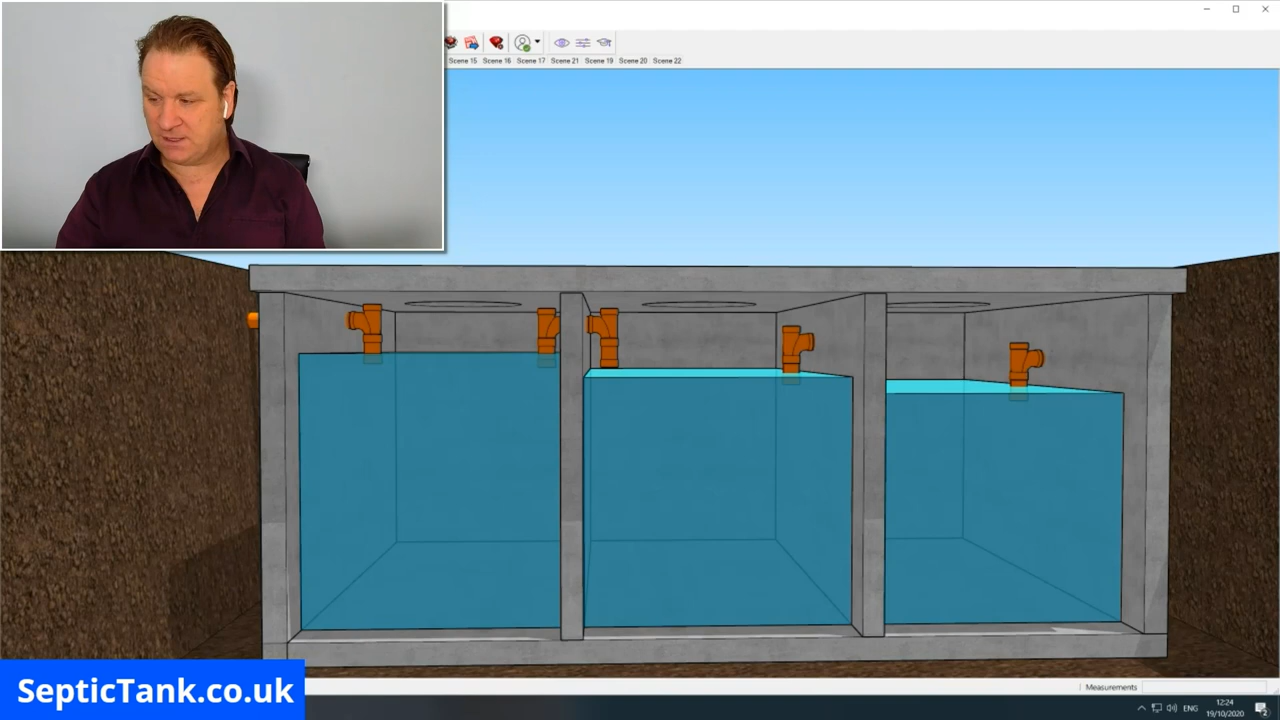 Scene 15 Scene 16 Scene 17 Scene 21 Scene 19 Scene 20 Scene 22
SepticTank.co.uk
Measurements
12:24
ENG
19/10/2020
2